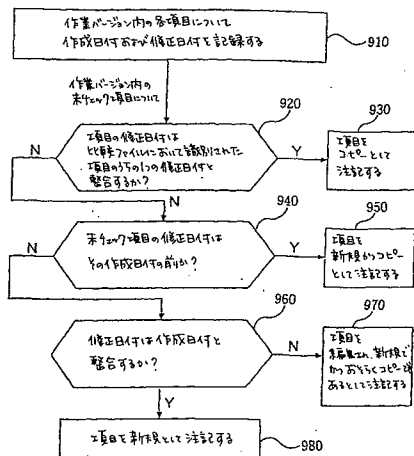 作業バージョン内の各項目について
作成日付および修正日付を記録する
910
作業バージョン内の
未チェック項目について
920
930
項目の修正日付は
比較ファイルにおいて識別された
項目のうちの1つの修正日付と
整合するか?
N
Y
項目を
コピーとして
注記する
N
940
950
未チェック項目の修正日付は
その作成日付の前か?
N
Y
項目を
新規かつコピー
として注記する
960
970
修正日付は作成日付と
整合するか?
N
項目を
編集され、新規で
かつおそらくコピーで
あるとして注記する
Y
項目を新規として注記する
980